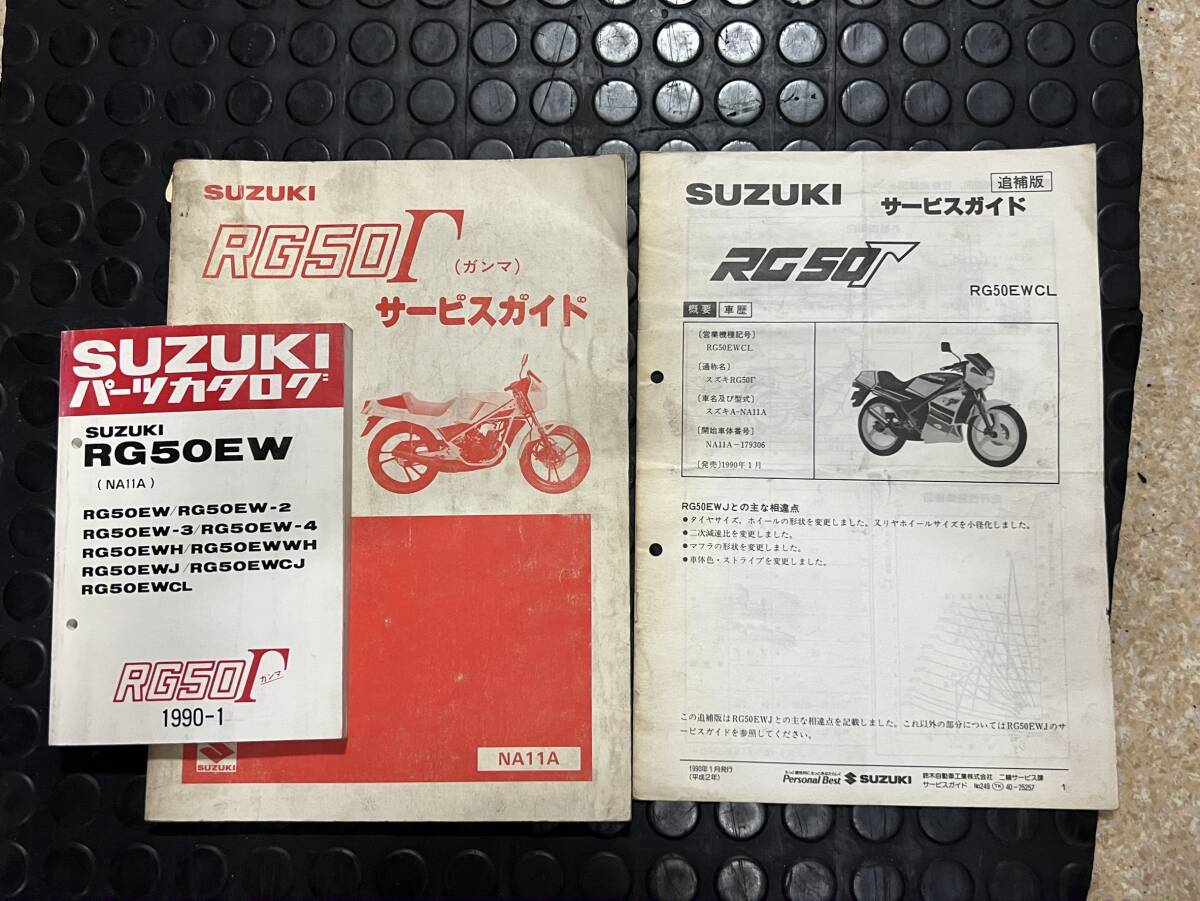 SUZUKI
パーツカタログ
SUZUKI
RG50EW
(NA11A)
RG50EW/RG50EW-2
RG50EW-3/RG50EW-4
RG50EWH/RG50EWWH
RG50EWJ/RG50EWCJ
RG50EWCL
RG50Γ
ガンマ
1990-1
SUZUKI
RG50Γ
(ガンマ)
サービスガイド
SUZUKI
NA11A
追補版
SUZUKI サービスガイド
RG50Γ
RG50EWCL
概要 車歴
〔営業機種記号〕
RG50EWCL
〔通称名〕
スズキRG50Γ
〔車名及び型式〕
スズキA-NA11A
〔開始車体番号〕
NA11A-179306
〔発売〕1990年1月
RG50EWJとの主な相違点
●タイヤサイズ、ホイールの形状を変更しました。又リヤホイールサイズを小径化しました。
●二次減速比を変更しました。
●マフラの形状を変更しました。
●車体色・ストライプを変更しました。
この追補版はRG50EWJとの主な相違点を記載しました。これ以外の部分についてはRG50EWJのサ
ービスガイドを参照してください。
1990年1月発行
(平成2年)
Personal Best SUZUKI
鈴木自動車工業株式会社 二輪サービス課
サービスガイド No249 TK 40-25257
1